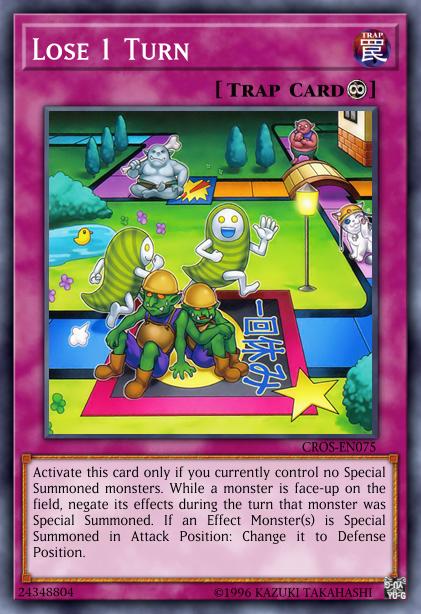 Lose 1 Turn
TRAP
罠
[Trap Card]
一回休み
CROS-EN075
Activate this card only if you currently control no Special
Summoned monsters. While a monster is face-up on the
field, negate its effects during the turn that monster was
Special Summoned. If an Effect Monster(s) is Special
Summoned in Attack Position: Change it to Defense
Position.
24348804
©1996 KAZUKI TAKAHASHI